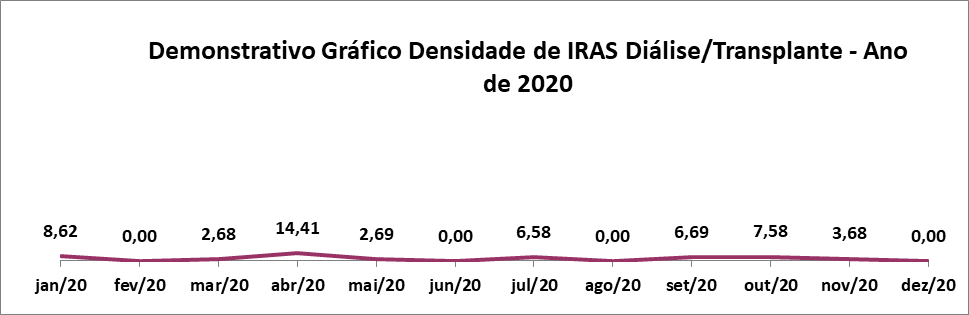 Demonstrativo Gráfico Densidade de IRAS Diálise/Transplante - Ano
de 2020
8,62 0,00 2,68 14,41 2,69 0,00 6,58 0,00 6,69 7,58 3,68 0,00
jan/20 fev/20 mar/20 abr/20 mai/20 jun/20 jul/20 ago/20 set/20 out/20 nov/20 dez/20